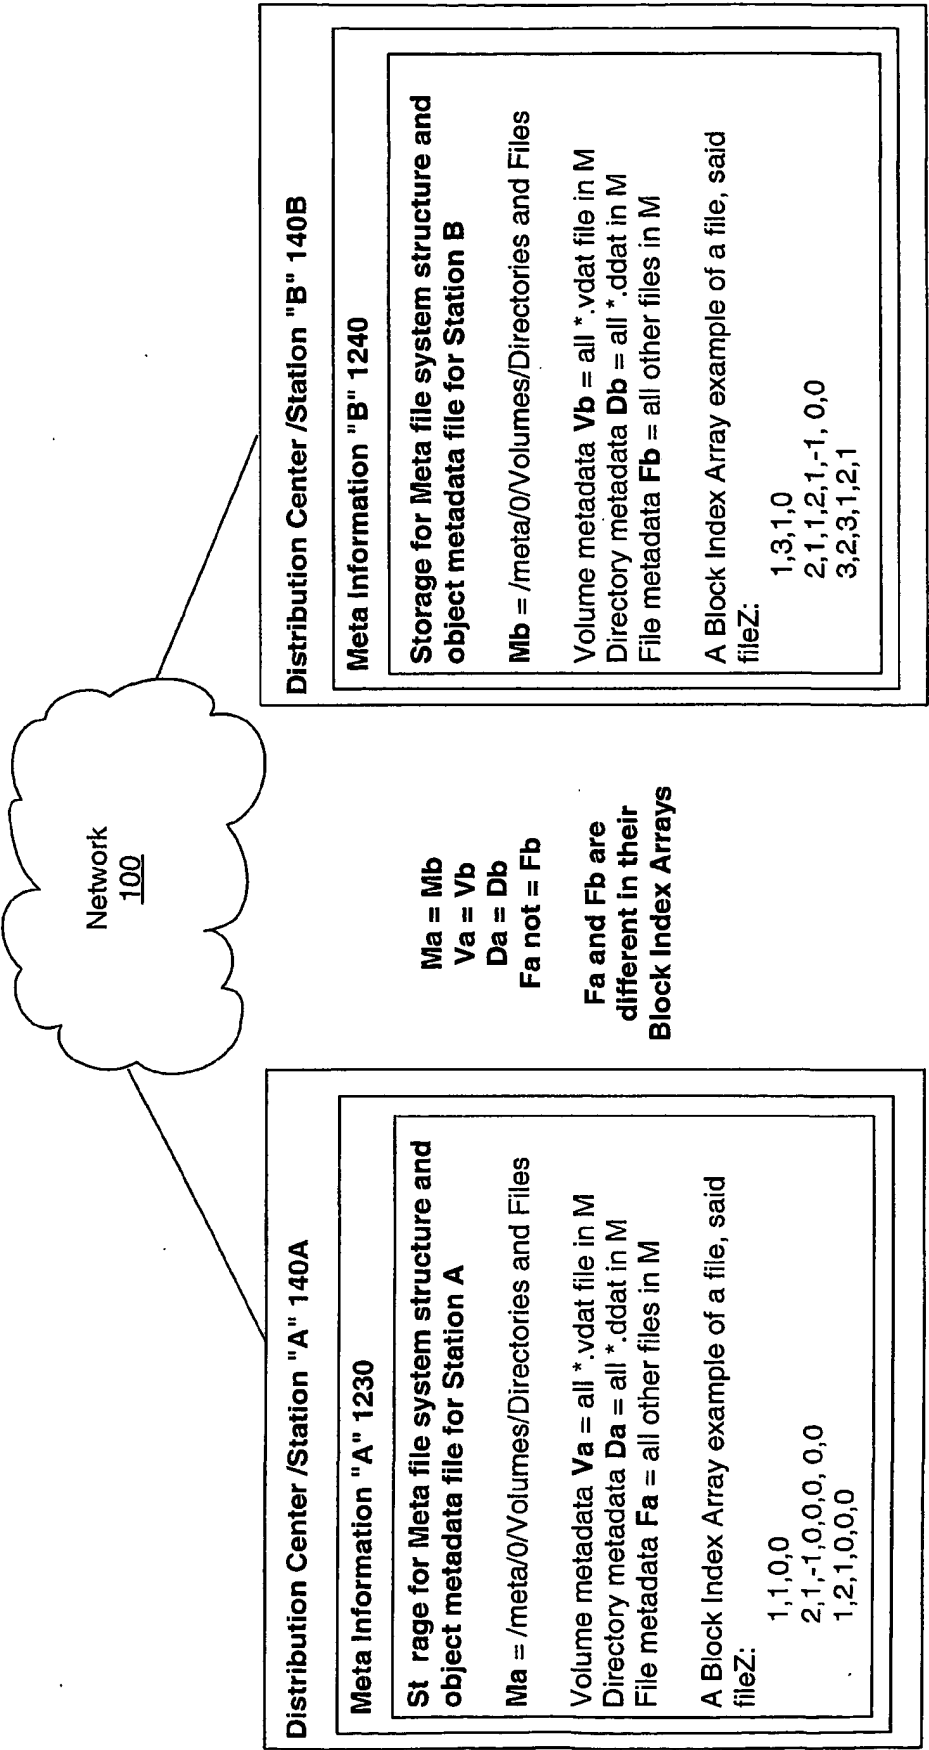 Network
100
Distribution Center /Station "A" 140A
Meta Information "A" 1230
St rage for Meta file system structure and
object metadata file for Station A
Ma = /meta/0/Volumes/Directories and Files
Volume metadata Va = all *.vdat file in M
Directory metadata Da = all *.ddat in M
File metadata Fa = all other files in M
A Block Index Array example of a file, said
fileZ:
1,1,0,0
2,1,-1,0,0,0, 0,0
1,2,1,0,0,0
Ma = Mb
Va = Vb
Da = Db
Fa not = Fb
Fa and Fb are
different in their
Block Index Arrays
Distribution Center /Station "B" 140B
Meta Information "B" 1240
Storage for Meta file system structure and
object metadata file for Station B
Mb = /meta/0/Volumes/Directories and Files
Volume metadata Vb = all *.vdat file in M
Directory metadata Db = all *.ddat in M
File metadata Fb = all other files in M
A Block Index Array example of a file, said
fileZ:
1,3,1,0
2,1,1,2,1,-1, 0,0
3,2,3,1,2,1